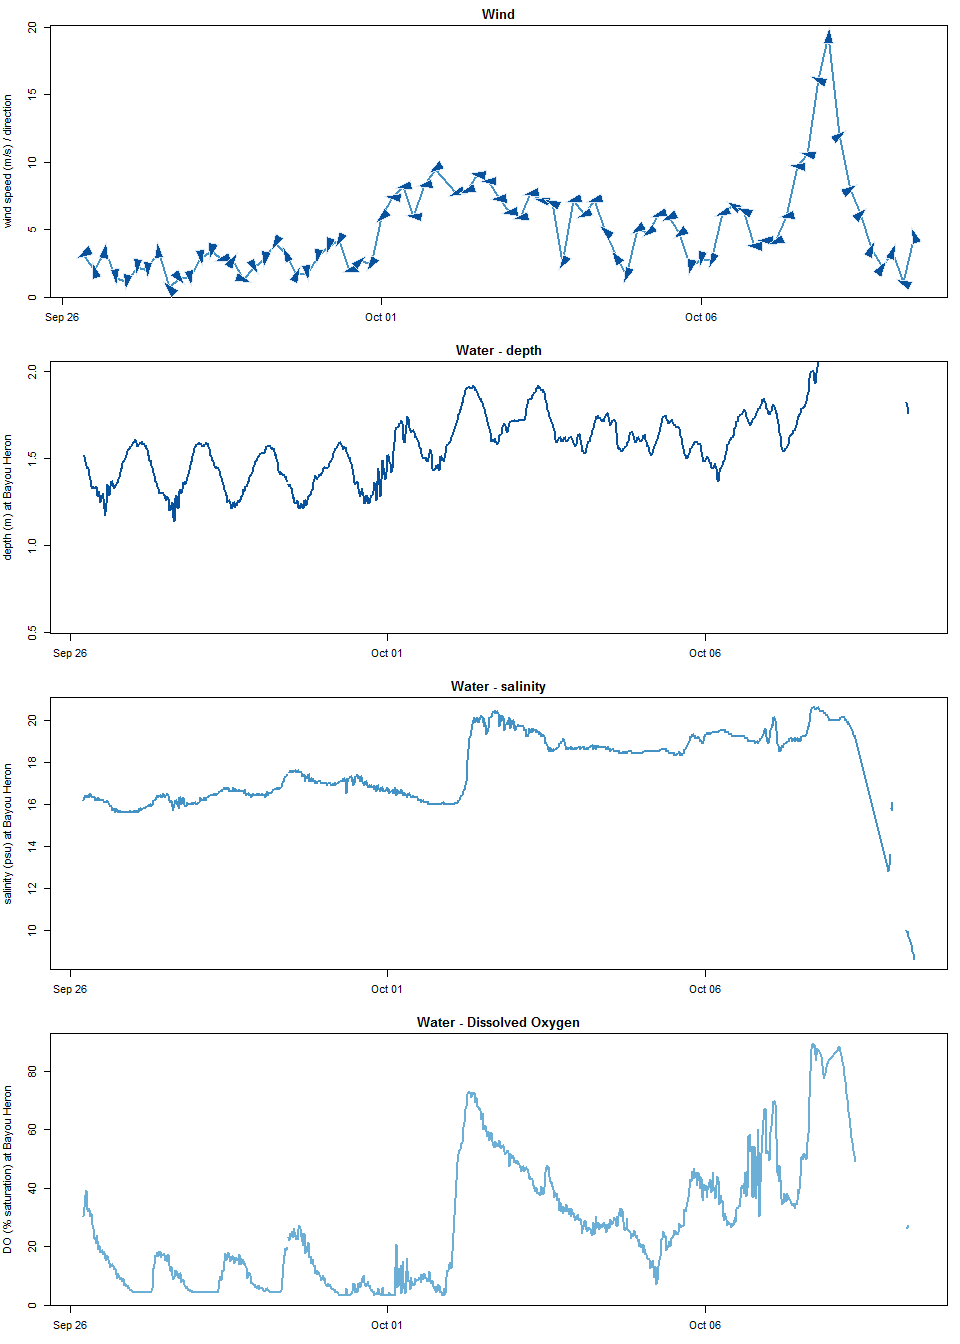 Wind
wind speed (m/s) / direction
20
15
10
5
0
Sep 26
Oct 01
Oct 06
Water - depth
depth (m) at Bayou Heron
2.0
1.5
1.0
0.5
Sep 26
Oct 01
Oct 06
Water - salinity
salinity (psu) at Bayou Heron
20
18
16
14
12
10
Sep 26
Oct 01
Oct 06
Water - Dissolved Oxygen
DO (% saturation) at Bayou Heron
80
60
40
20
0
Sep 26
Oct 01
Oct 06